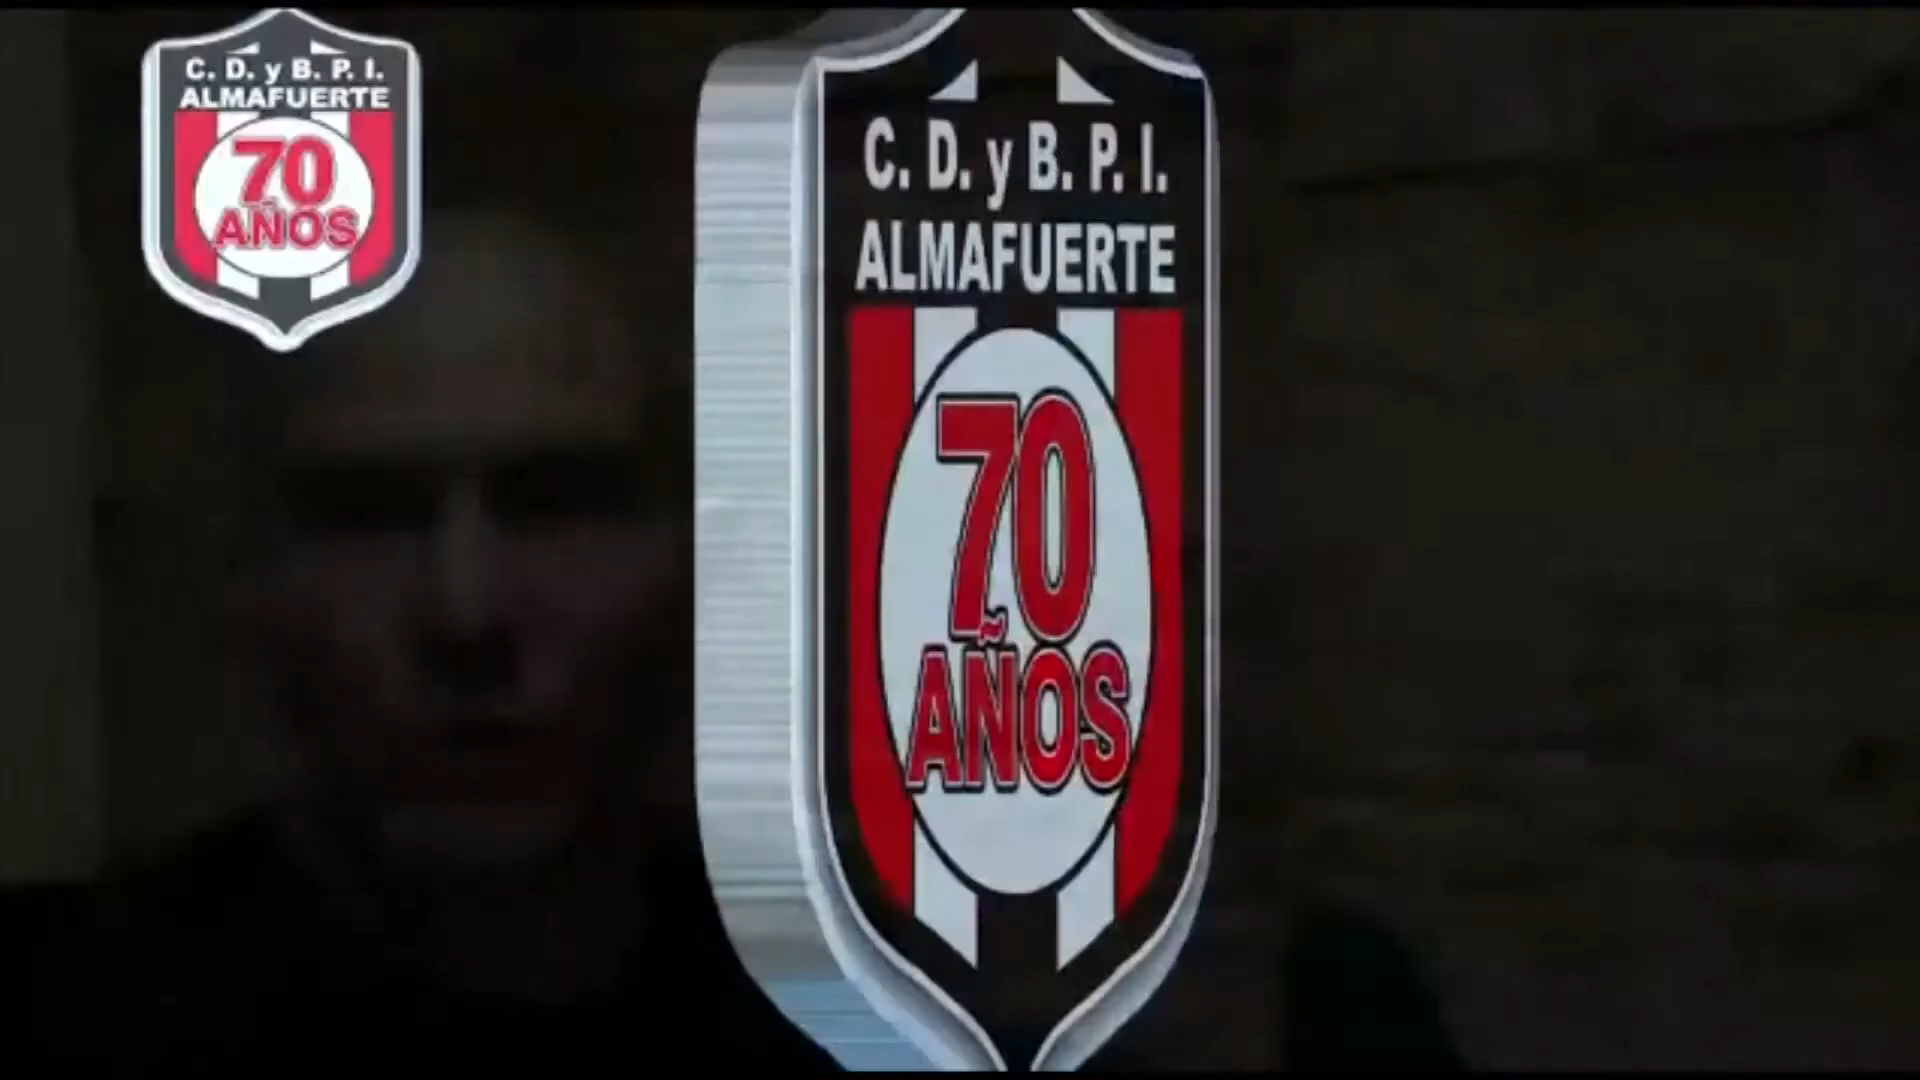 C. D. y B. P. I.
ALMAFUERTE
70
AÑOS
C. D. y B. P. I.
ALMAFUERTE
70
AÑOS